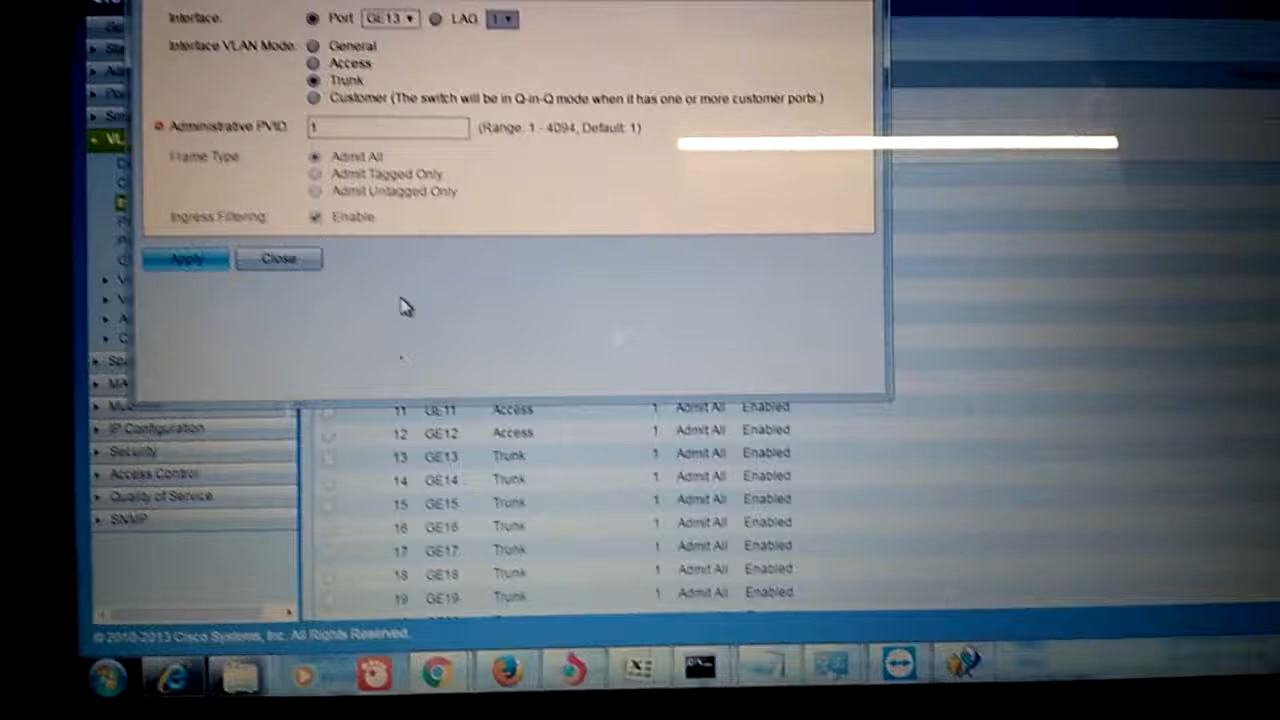 Interface: Port GE13 LAG 1
Interface VLAN Mode: General
Access
Trunk
Customer (The switch will be in Q-in-Q mode when it has one or more customer ports.)
Administrative PVID: 1 (Range: 1 - 4094, Default: 1)
Frame Type: Admit All
Admit Tagged Only
Admit Untagged Only
Ingress Filtering: Enable
Apply Close
11 GE11 Access 1 Admit All Enabled
IP Configuration 12 GE12 Access 1 Admit All Enabled
Security 13 GE13 Trunk 1 Admit All Enabled
Access Control 14 GE14 Trunk 1 Admit All Enabled
Quality of Service 15 GE15 Trunk 1 Admit All Enabled
SNMP 16 GE16 Trunk 1 Admit All Enabled
17 GE17 Trunk 1 Admit All Enabled
18 GE18 Trunk 1 Admit All Enabled
19 GE19 Trunk 1 Admit All Enabled
© 2010-2013 Cisco Systems, Inc. All Rights Reserved.